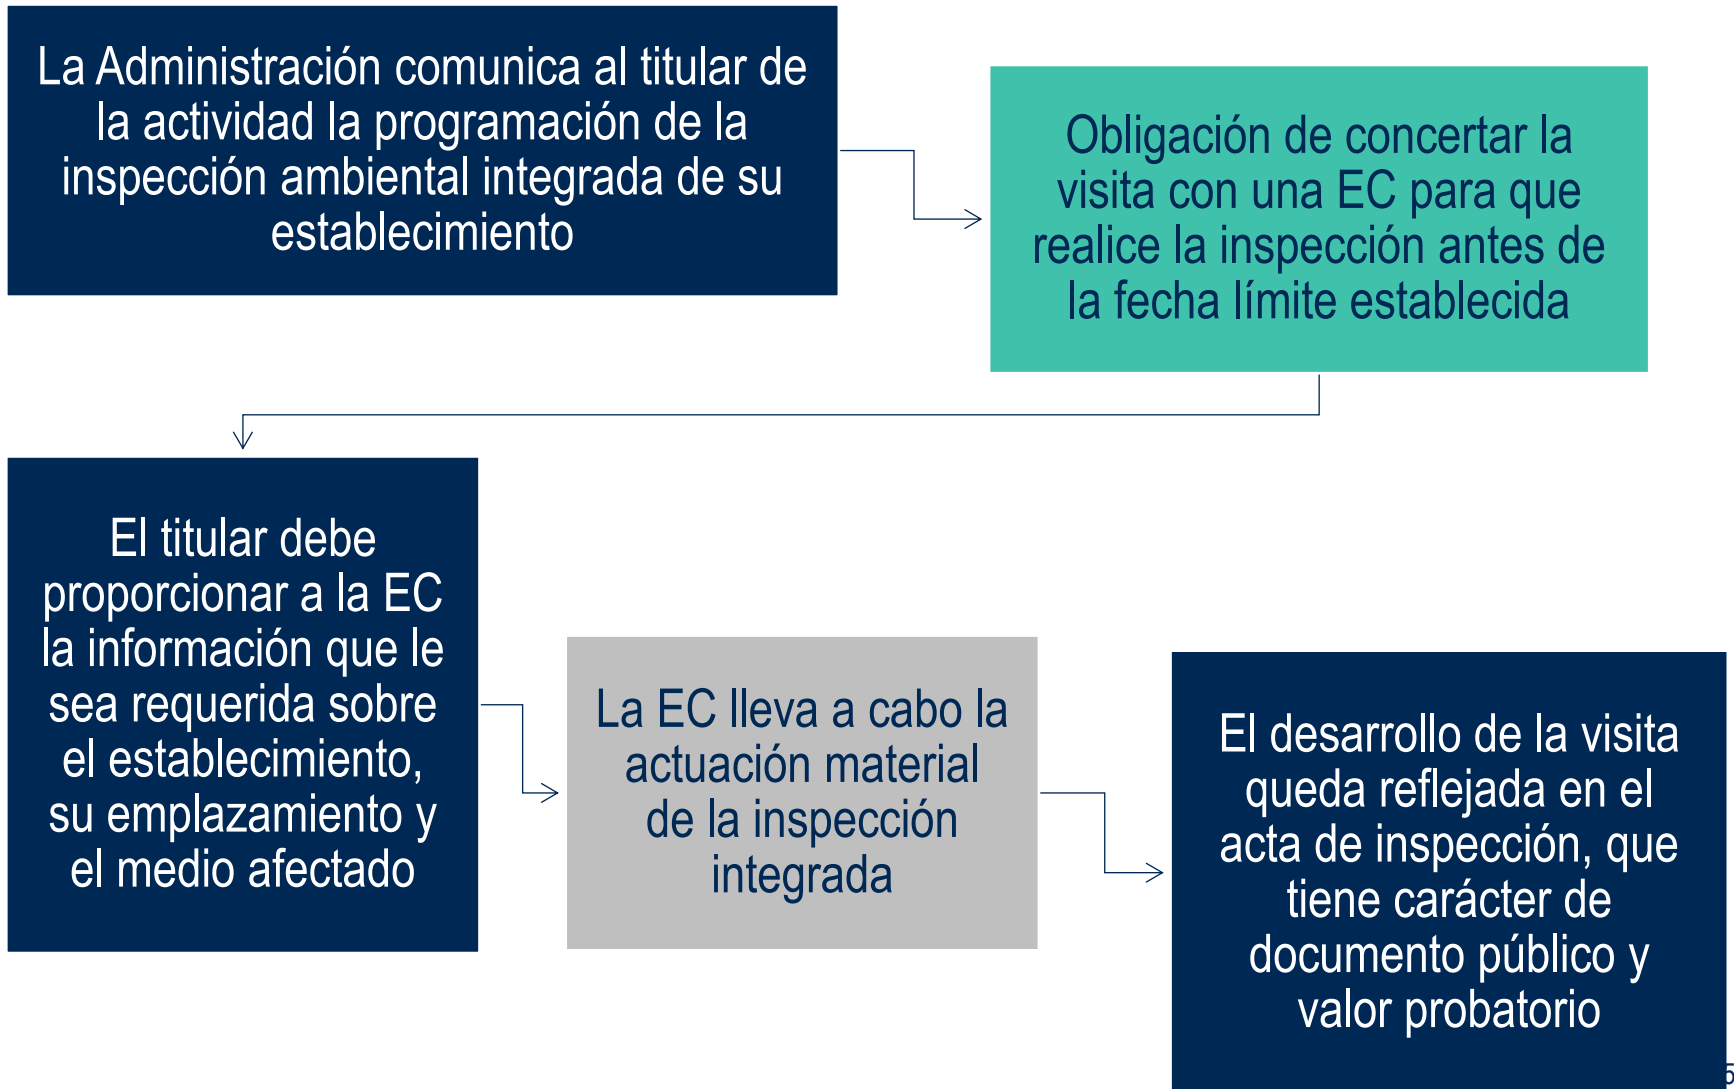 La Administración comunica al titular de
la actividad la programación de la
inspección ambiental integrada de su
establecimiento
Obligación de concertar la
visita con una EC para que
realice la inspección antes de
la fecha límite establecida
El titular debe
proporcionar a la EC
la información que le
sea requerida sobre
el establecimiento,
su emplazamiento y
el medio afectado
La EC lleva a cabo la
actuación material
de la inspección
integrada
El desarrollo de la visita
queda reflejada en el
acta de inspección, que
tiene carácter de
documento público y
valor probatorio